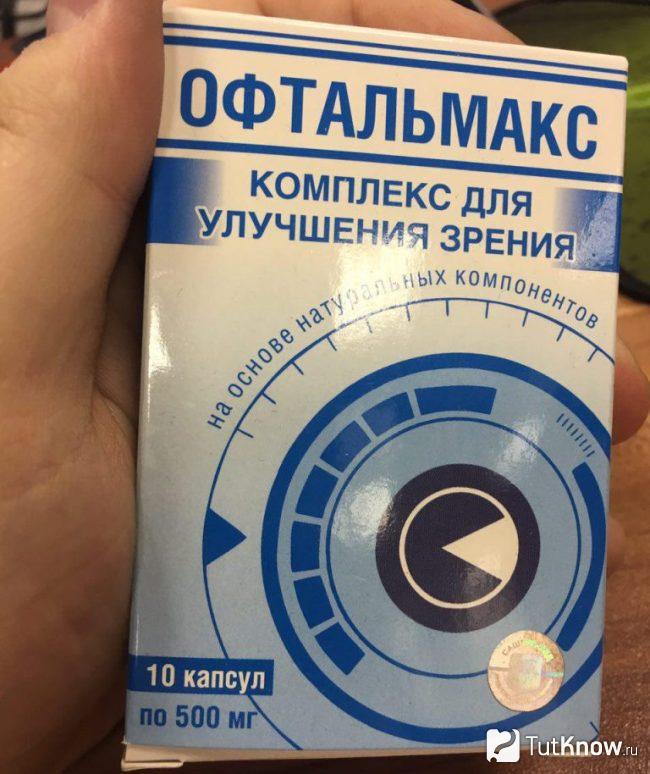 ОФТАЛЬМАКС
КОМПЛЕКС ДЛЯ
УЛУЧШЕНИЯ ЗРЕНИЯ
на основе натуральных компонентов
10 капсул
по 500 мг
TutKnow.ru